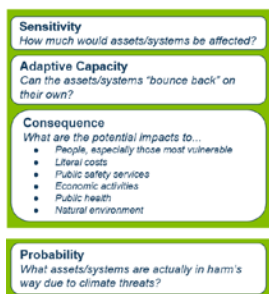 Sensitivity
How much would assets/systems be affected?
Adaptive Capacity
Can the assets/systems "bounce back" on
their own?
Consequence
What are the potential impacts to...
• People, especially those most vulnerable
• Literal costs
• Public safety services
• Economic activities
• Public health
• Natural environment
Probability
What assets/systems are actually in harm's
way due to climate threats?